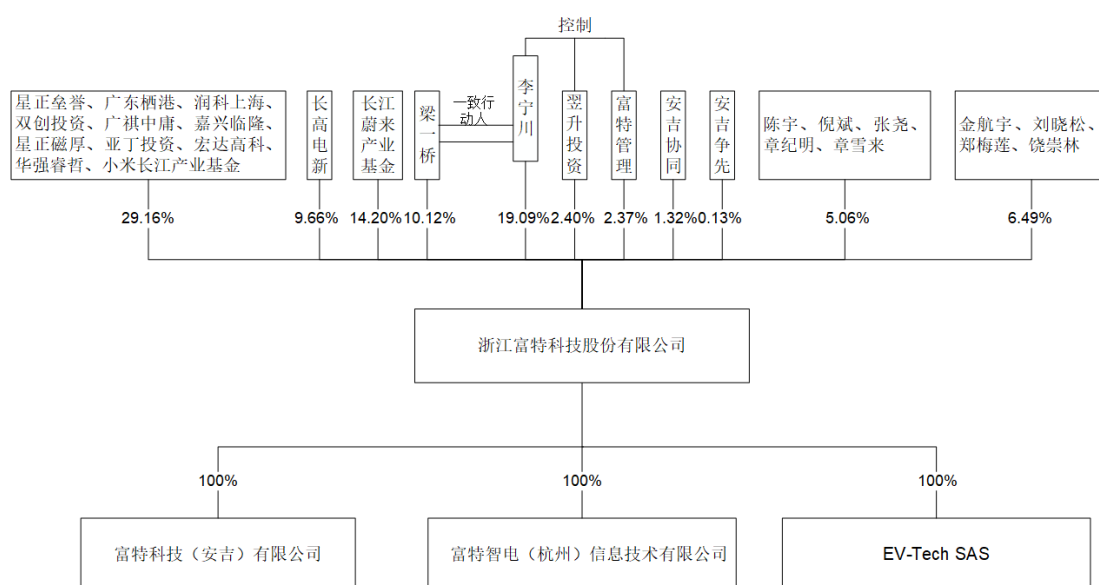 控制
星正垒誉、广东栖港、润科上海、
双创投资、广祺中庸、嘉兴临隆、
星正磁厚、亚丁投资、宏达高科、
华强睿哲、小米长江产业基金
长高电新
长江
蔚来
产业
基金
梁一桥
一致行
动人
李宁川
翌升投资
富特管理
安吉协同
安吉争先
陈宇、倪斌、张尧、
章纪明、章雪来
金航宇、刘晓松、
郑梅莲、饶崇林
29.16%
9.66%
14.20%
10.12%
19.09%
2.40%
2.37%
1.32%
0.13%
5.06%
6.49%
浙江富特科技股份有限公司
100%
100%
100%
富特科技（安吉）有限公司
富特智电（杭州）信息技术有限公司
EV-Tech SAS